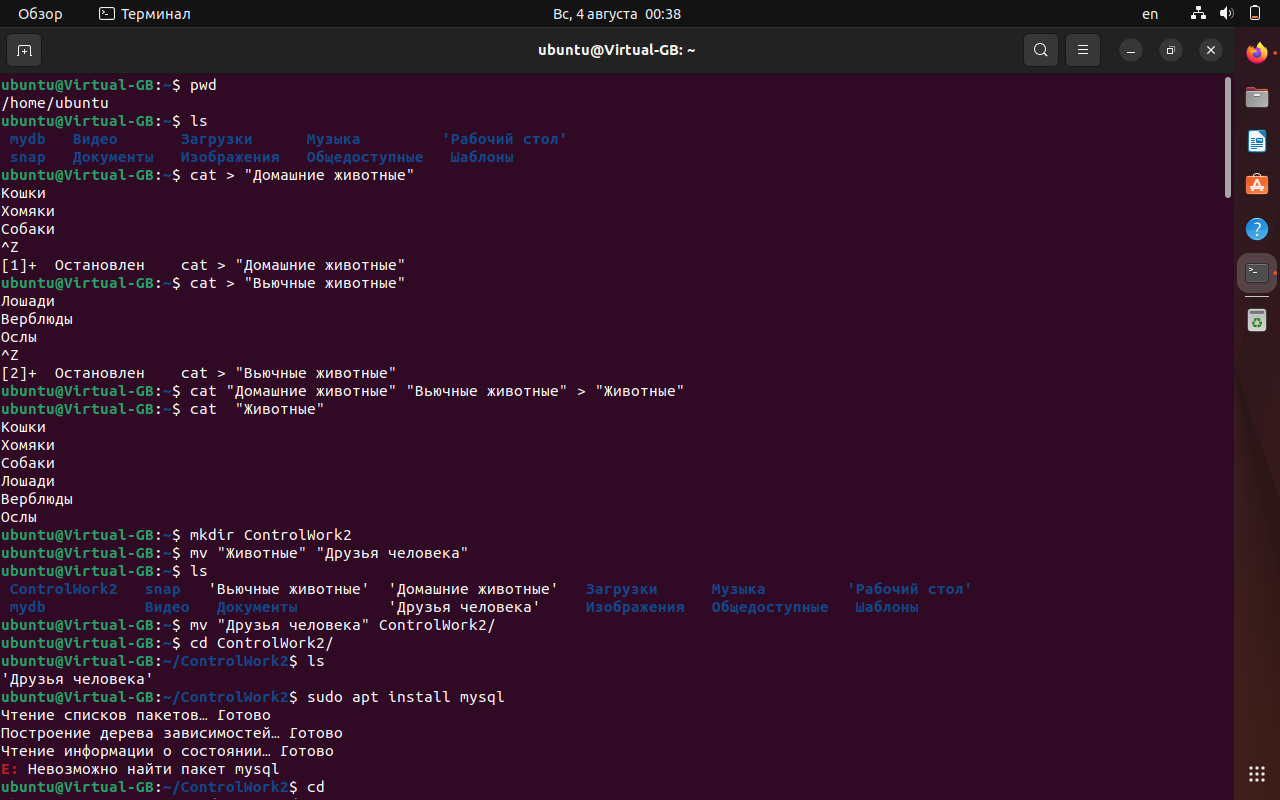 Обзор Терминал Вс, 4 августа 00:38 en
ubuntu@Virtual-GB: ~
ubuntu@Virtual-GB:~$ pwd
/home/ubuntu
ubuntu@Virtual-GB:~$ ls
mydb Видео Загрузки Музыка 'Рабочий стол'
snap Документы Изображения Общедоступные Шаблоны
ubuntu@Virtual-GB:~$ cat > "Домашние животные"
Кошки
Хомяки
Собаки
^Z
[1]+ Остановлен cat > "Домашние животные"
ubuntu@Virtual-GB:~$ cat > "Вьючные животные"
Лошади
Верблюды
Ослы
^Z
[2]+ Остановлен cat > "Вьючные животные"
ubuntu@Virtual-GB:~$ cat "Домашние животные" "Вьючные животные" > "Животные"
ubuntu@Virtual-GB:~$ cat "Животные"
Кошки
Хомяки
Собаки
Лошади
Верблюды
Ослы
ubuntu@Virtual-GB:~$ mkdir ControlWork2
ubuntu@Virtual-GB:~$ mv "Животные" "Друзья человека"
ubuntu@Virtual-GB:~$ ls
ControlWork2 snap 'Вьючные животные' 'Домашние животные' Загрузки Музыка 'Рабочий стол'
mydb Видео Документы 'Друзья человека' Изображения Общедоступные Шаблоны
ubuntu@Virtual-GB:~$ mv "Друзья человека" ControlWork2/
ubuntu@Virtual-GB:~$ cd ControlWork2/
ubuntu@Virtual-GB:~/ControlWork2$ ls
'Друзья человека'
ubuntu@Virtual-GB:~/ControlWork2$ sudo apt install mysql
Чтение списков пакетов… Готово
Построение дерева зависимостей… Готово
Чтение информации о состоянии… Готово
E: Невозможно найти пакет mysql
ubuntu@Virtual-GB:~/ControlWork2$ cd